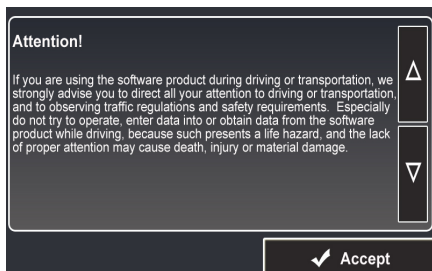 Attention!
If you are using the software product during driving or transportation, we
strongly advise you to direct all your attention to driving or transportation,
and to observing traffic regulations and safety requirements. Especially
do not try to operate, enter data into or obtain data from the software
product while driving, because such presents a life hazard, and the lack
of proper attention may cause death, injury or material damage.
Accept